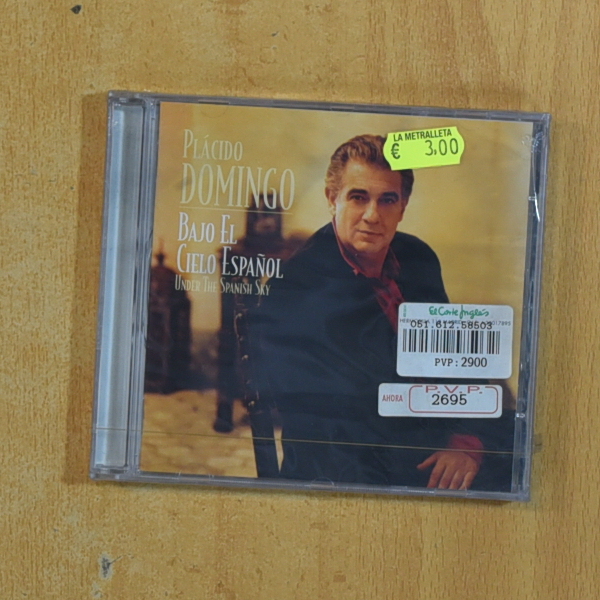 PLÁCIDO
DOMINGO
BAJO EL
CIELO ESPAÑOL
UNDER THE SPANISH SKY
LA METRALLETA
€ 3,00
El Corte Inglés
051.612.58503
PVP: 2900
P.V.P.
AHORA 2695